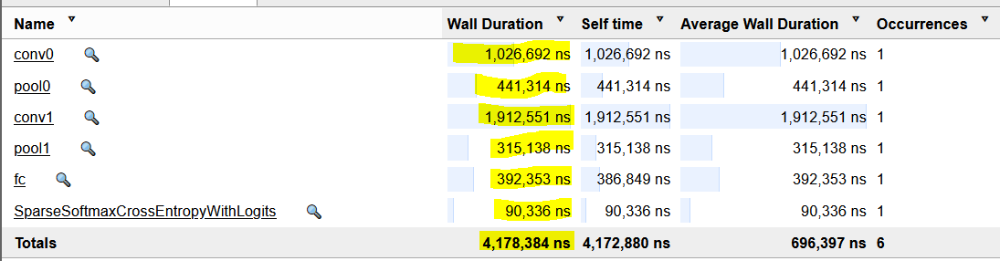 Name Wall Duration Self time Average Wall Duration Occurrences
conv0 1,026,692 ns 1,026,692 ns 1,026,692 ns 1
pool0 441,314 ns 441,314 ns 441,314 ns 1
conv1 1,912,551 ns 1,912,551 ns 1,912,551 ns 1
pool1 315,138 ns 315,138 ns 315,138 ns 1
fc 392,353 ns 386,849 ns 392,353 ns 1
SparseSoftmaxCrossEntropyWithLogits 90,336 ns 90,336 ns 90,336 ns 1
Totals 4,178,384 ns 4,172,880 ns 696,397 ns 6